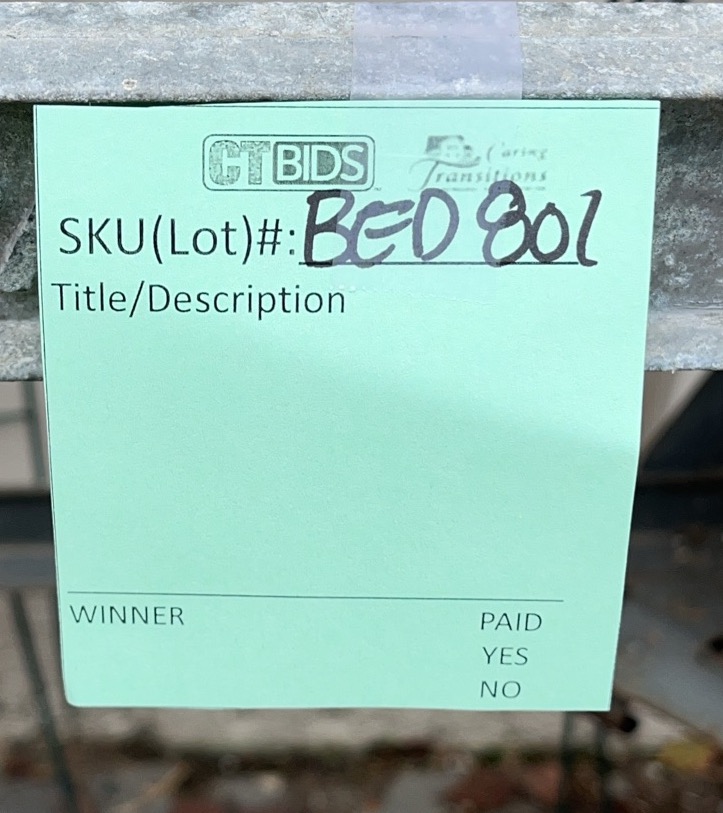 CTBIDS
Caring
Transitions
SKU(Lot)#: BED 801
Title/Description
WINNER
PAID
YES
NO